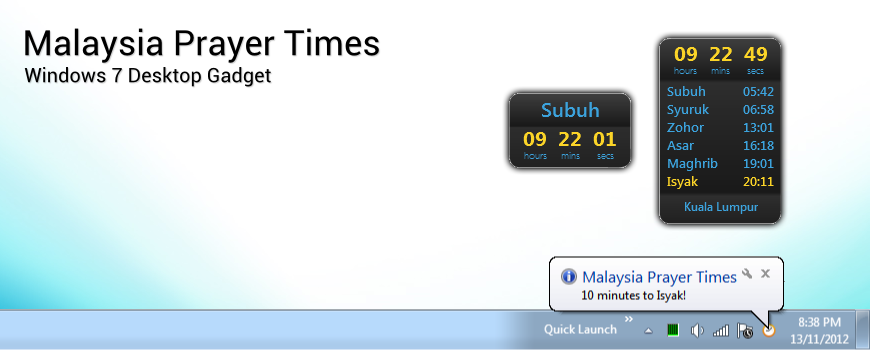 Malaysia Prayer Times
Windows 7 Desktop Gadget
Subuh
09 22 01
hours mins secs
09 22 49
hours mins secs
Subuh 05:42
Syuruk 06:58
Zohor 13:01
Asar 16:18
Maghrib 19:01
Isyak 20:11
Kuala Lumpur
Malaysia Prayer Times
10 minutes to Isyak!
Quick Launch »
8:38 PM
13/11/2012